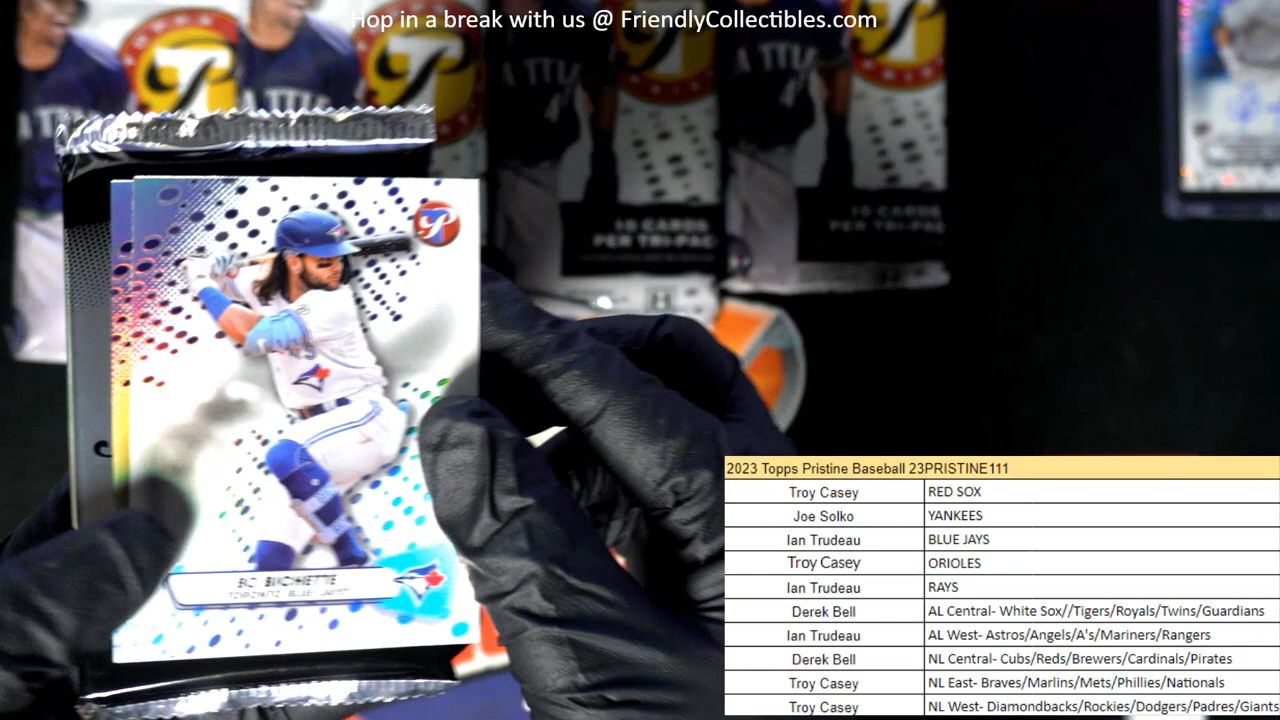 Hop in a break with us @ FriendlyCollectibles.com
10 CARDS
PER TRI-PAC
10 CARDS
PER TRI-PAC
BO BICHETTE
TORONTO BLUE JAYS
2023 Topps Pristine Baseball 23PRISTINE111
Troy Casey RED SOX
Joe Solko YANKEES
Ian Trudeau BLUE JAYS
Troy Casey ORIOLES
Ian Trudeau RAYS
Derek Bell AL Central- White Sox//Tigers/Royals/Twins/Guardians
Ian Trudeau AL West- Astros/Angels/A's/Mariners/Rangers
Derek Bell NL Central- Cubs/Reds/Brewers/Cardinals/Pirates
Troy Casey NL East- Braves/Marlins/Mets/Phillies/Nationals
Troy Casey NL West- Diamondbacks/Rockies/Dodgers/Padres/Giants